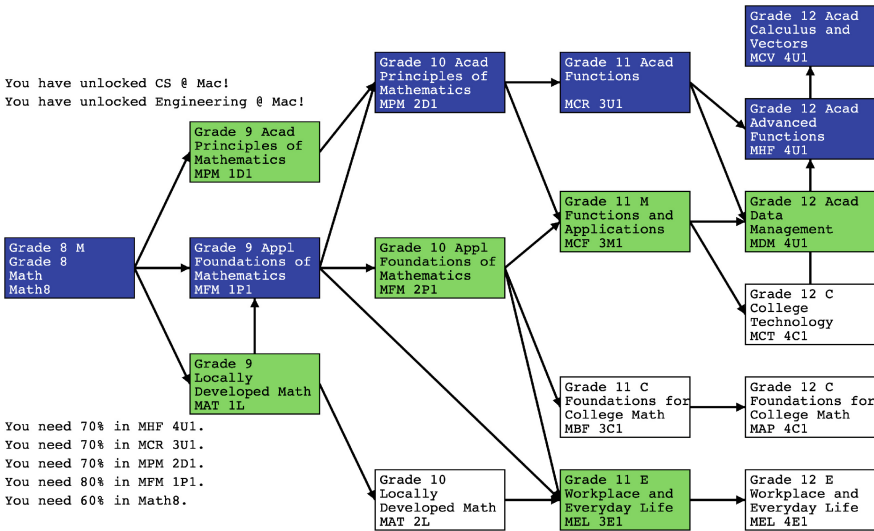 You have unlocked CS @ Mac!
You have unlocked Engineering @ Mac!
Grade 8 M
Grade 8
Math
Math8
Grade 9 Acad
Principles of
Mathematics
MPM 1D1
Grade 9 Appl
Foundations of
Mathematics
MFM 1P1
Grade 9
Locally
Developed Math
MAT 1L
Grade 10 Acad
Principles of
Mathematics
MPM 2D1
Grade 10 Appl
Foundations of
Mathematics
MFM 2P1
Grade 10
Locally
Developed Math
MAT 2L
Grade 11 Acad
Functions
MCR 3U1
Grade 11 M
Functions and
Applications
MCF 3M1
Grade 11 C
Foundations for
College Math
MBF 3C1
Grade 11 E
Workplace and
Everyday Life
MEL 3E1
Grade 12 Acad
Calculus and
Vectors
MCV 4U1
Grade 12 Acad
Advanced
Functions
MHF 4U1
Grade 12 Acad
Data
Management
MDM 4U1
Grade 12 C
College
Technology
MCT 4C1
Grade 12 C
Foundations for
College Math
MAP 4C1
Grade 12 E
Workplace and
Everyday Life
MEL 4E1
You need 70% in MHF 4U1.
You need 70% in MCR 3U1.
You need 70% in MPM 2D1.
You need 80% in MFM 1P1.
You need 60% in Math8.